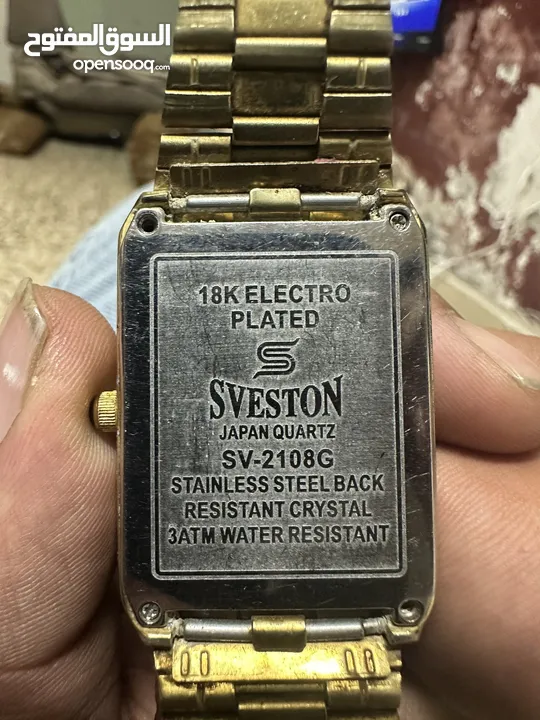 السوق المفتوح
opensooq.com
18K ELECTRO
PLATED
S
SVESTON
JAPAN QUARTZ
SV-2108G
STAINLESS STEEL BACK
RESISTANT CRYSTAL
3ATM WATER RESISTANT